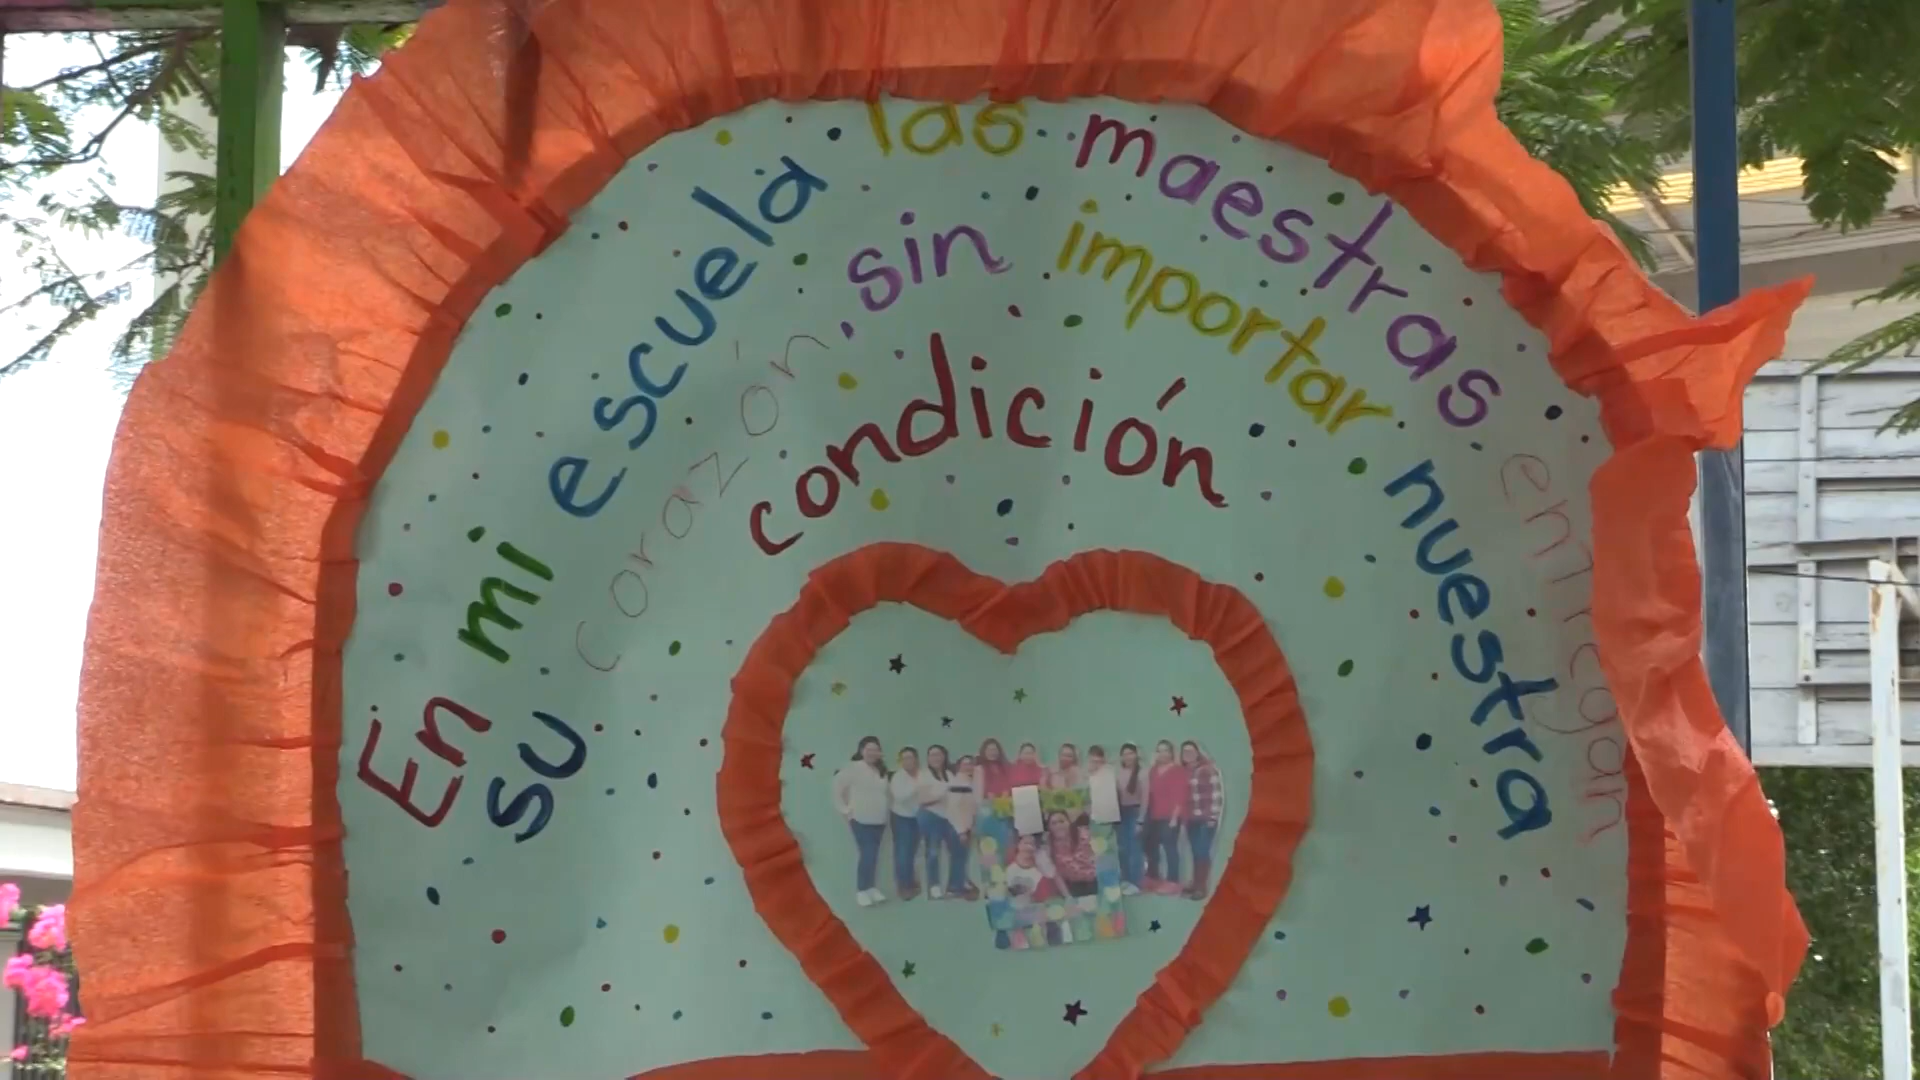 En mi escuela las maestras entregan
su corazón, sin importar nuestra
condición